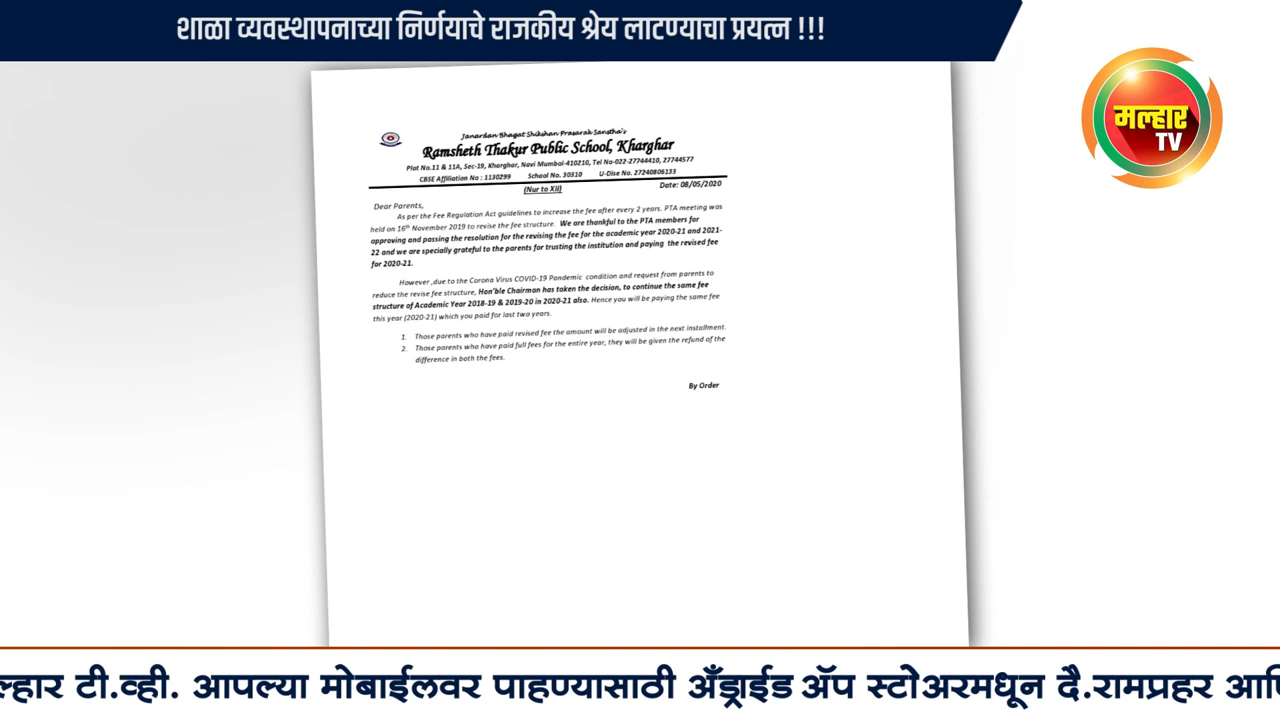 शाळा व्यवस्थापनाच्या निर्णयाचे राजकीय श्रेय लाटण्याचा प्रयत्न !!!
मल्हार
TV
Janardan Bhagat Shikshan Prasarak Sanstha's
Ramsheth Thakur Public School, Kharghar
Plot No.11 & 11A, Sec-19, Kharghar, Navi Mumbai-410210, Tel No-022-27744410, 27744577
CBSE Affiliation No : 1130299 School No. 30310 U-Dise No. 27240806133
(Nur to XII)
Date: 08/05/2020
Dear Parents,
As per the Fee Regulation Act guidelines to increase the fee after every 2 years. PTA meeting was
held on 16th November 2019 to revise the fee structure. We are thankful to the PTA members for
approving and passing the resolution for the revising the fee for the academic year 2020-21 and 2021-
22 and we are specially grateful to the parents for trusting the institution and paying the revised fee
for 2020-21.
However ,due to the Corona Virus COVID-19 Pandemic condition and request from parents to
reduce the revise fee structure, Hon'ble Chairman has taken the decision, to continue the same fee
structure of Academic Year 2018-19 & 2019-20 in 2020-21 also. Hence you will be paying the same fee
this year (2020-21) which you paid for last two years.
1. Those parents who have paid revised fee the amount will be adjusted in the next installment.
2. Those parents who have paid full fees for the entire year, they will be given the refund of the
difference in both the fees.
By Order
ल्हार टी.व्ही. आपल्या मोबाईलवर पाहण्यासाठी अँड्राईड ॲप स्टोअरमधून दै.रामप्रहर आणि